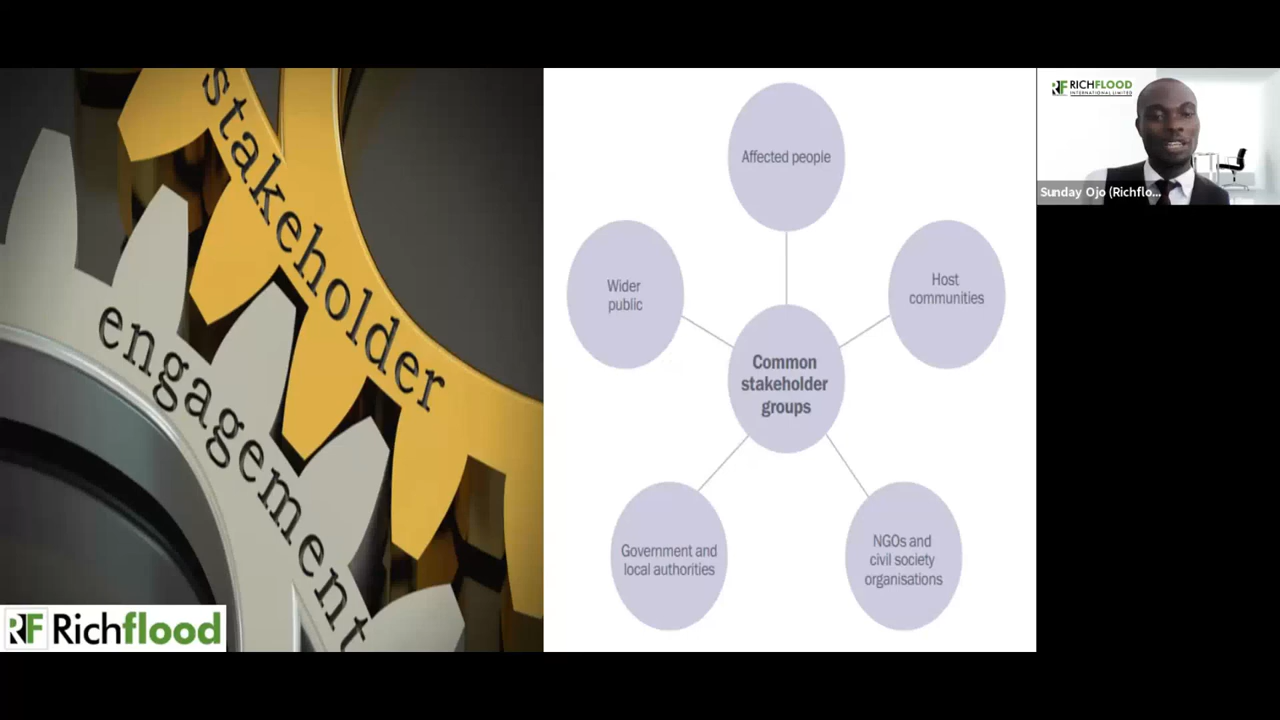 stakeholder
engagement
RF Richflood
Affected people
Wider
public
Host
communities
Common
stakeholder
groups
Government and
local authorities
NGOs and
civil society
organisations
RF RICHFLOOD
INTERNATIONAL LIMITED
Sunday Ojo (Richflo...